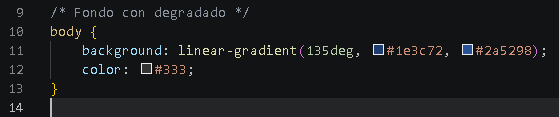 9 /* Fondo con degradado */
10 body {
11 background: linear-gradient(135deg, #1e3c72, #2a5298);
12 color: #333;
13 }
14